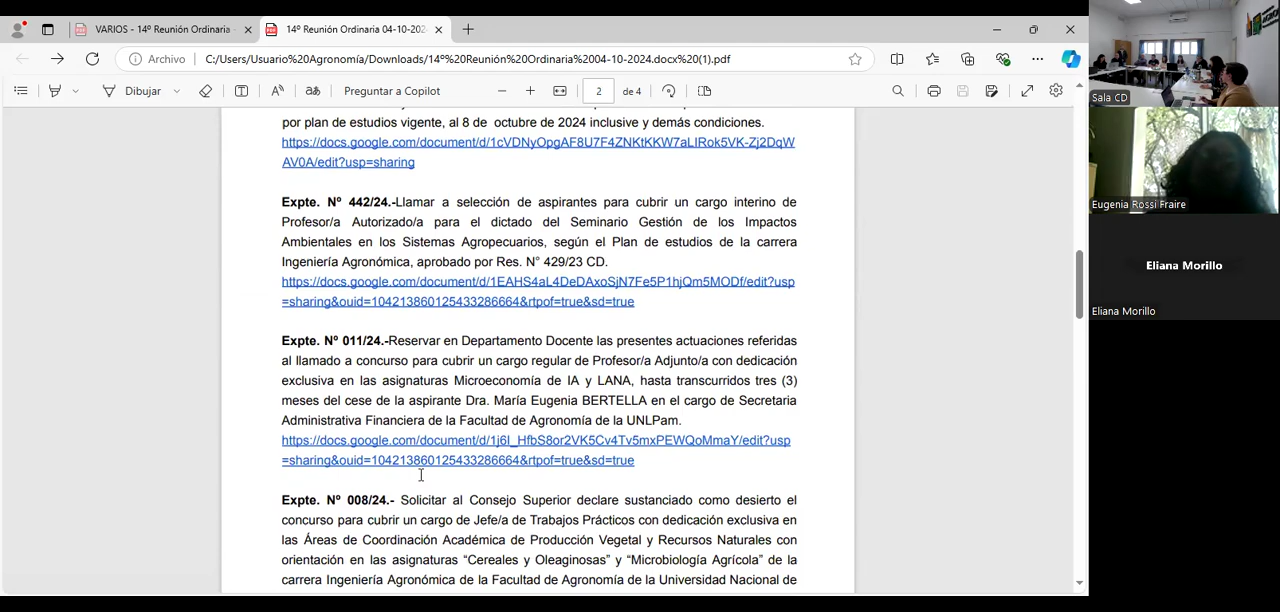 VARIOS - 14º Reunión Ordinaria
14º Reunión Ordinaria 04-10-202
Archivo
C:/Users/Usuario%20Agronomía/Downloads/14º%20Reunión%20Ordinaria%2004-10-2024.docx%20(1).pdf
Dibujar
Preguntar a Copilot
2
de 4
por plan de estudios vigente, al 8 de octubre de 2024 inclusive y demás condiciones.
https://docs.google.com/document/d/1cVDNyOpgAF8U7F4ZNKtKKW7aLIRok5VK-Zj2DqW
AV0A/edit?usp=sharing
Expte. Nº 442/24.-Llamar a selección de aspirantes para cubrir un cargo interino de
Profesor/a Autorizado/a para el dictado del Seminario Gestión de los Impactos
Ambientales en los Sistemas Agropecuarios, según el Plan de estudios de la carrera
Ingeniería Agronómica, aprobado por Res. N° 429/23 CD.
https://docs.google.com/document/d/1EAHS4aL4DeDAxoSjN7Fe5P1hjQm5MODf/edit?usp
=sharing&ouid=104213860125433286664&rtpof=true&sd=true
Expte. Nº 011/24.-Reservar en Departamento Docente las presentes actuaciones referidas
al llamado a concurso para cubrir un cargo regular de Profesor/a Adjunto/a con dedicación
exclusiva en las asignaturas Microeconomía de IA y LANA, hasta transcurridos tres (3)
meses del cese de la aspirante Dra. María Eugenia BERTELLA en el cargo de Secretaria
Administrativa Financiera de la Facultad de Agronomía de la UNLPam.
https://docs.google.com/document/d/1j6I_HfbS8or2VK5Cv4Tv5mxPEWQoMmaY/edit?usp
=sharing&ouid=104213860125433286664&rtpof=true&sd=true
Expte. Nº 008/24.- Solicitar al Consejo Superior declare sustanciado como desierto el
concurso para cubrir un cargo de Jefe/a de Trabajos Prácticos con dedicación exclusiva en
las Áreas de Coordinación Académica de Producción Vegetal y Recursos Naturales con
orientación en las asignaturas “Cereales y Oleaginosas” y “Microbiología Agrícola” de la
carrera Ingeniería Agronómica de la Facultad de Agronomía de la Universidad Nacional de
Sala CD
Eugenia Rossi Fraire
Eliana Morillo
Eliana Morillo